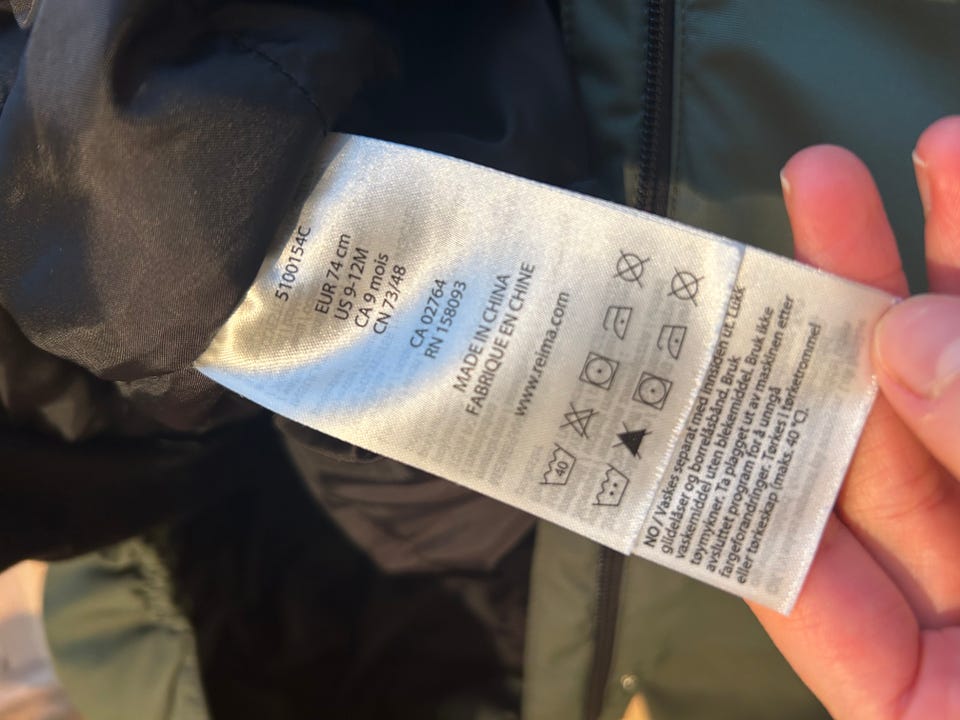 5100154C
EUR 74 cm
US 9-12M
CA 9 mois
CN 73/48
CA 02764
RN 158093
MADE IN CHINA
FABRIQUE EN CHINE
www.reima.com
40
NO/Vaskes separat med innsiden ut Lukk
glidelåser og borrelåsbånd. Bruk
vaskemiddel uten blekemiddel. Bruk ikke
tøymykner. Ta plagget ut av maskinen etter
avsluttet program for å unngå
fargeforandringer. Tørkes i tørketrommel
eller tørkeskap (maks. 40 °C).